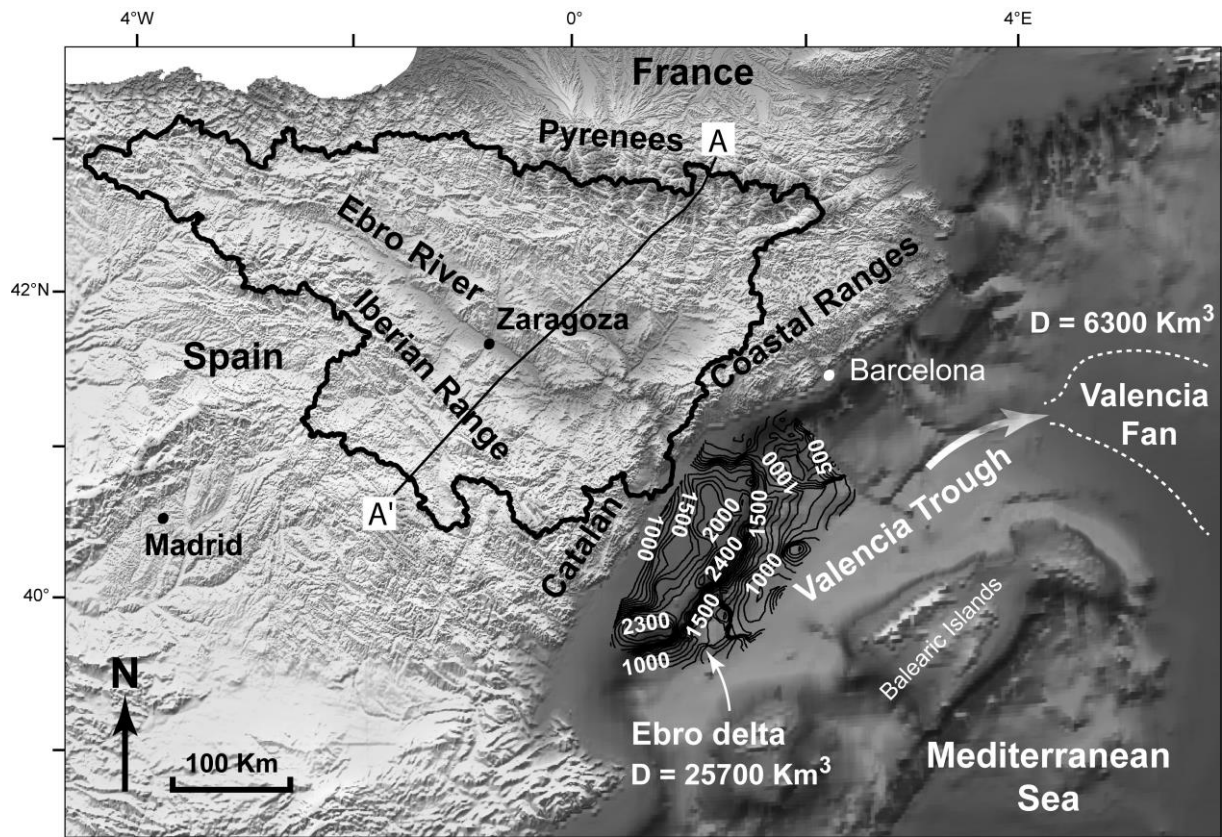 4°W
0°
4°E
France
Pyrenees
A
Ebro River
42°N
Iberian Range
Zaragoza
Coastal Ranges
D = 6300 Km³
Spain
Barcelona
Valencia
Fan
500
1000
1500
1000
1500
2000
2400
1000
Valencia Trough
A'
Madrid
Catalan
40°
2300
1500
1000
Balearic Islands
N
Ebro delta
D = 25700 Km³
100 Km
Mediterranean
Sea